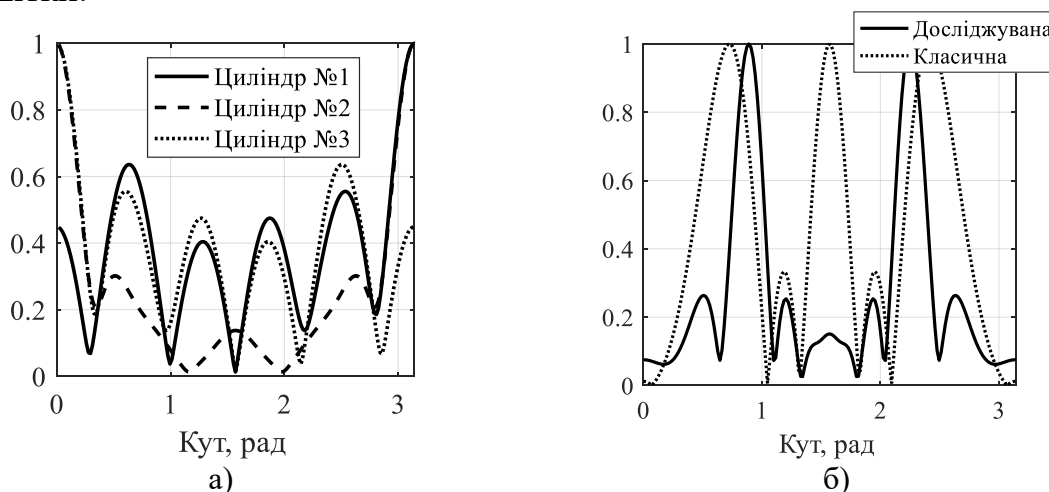 1
0.8
0.6
0.4
0.2
0
0
1
2
3
Циліндр №1
Циліндр №2
Циліндр №3
Кут, рад
а)
1
0.8
0.6
0.4
0.2
0
0
1
2
3
Досліджувана
Класична
Кут, рад
б)